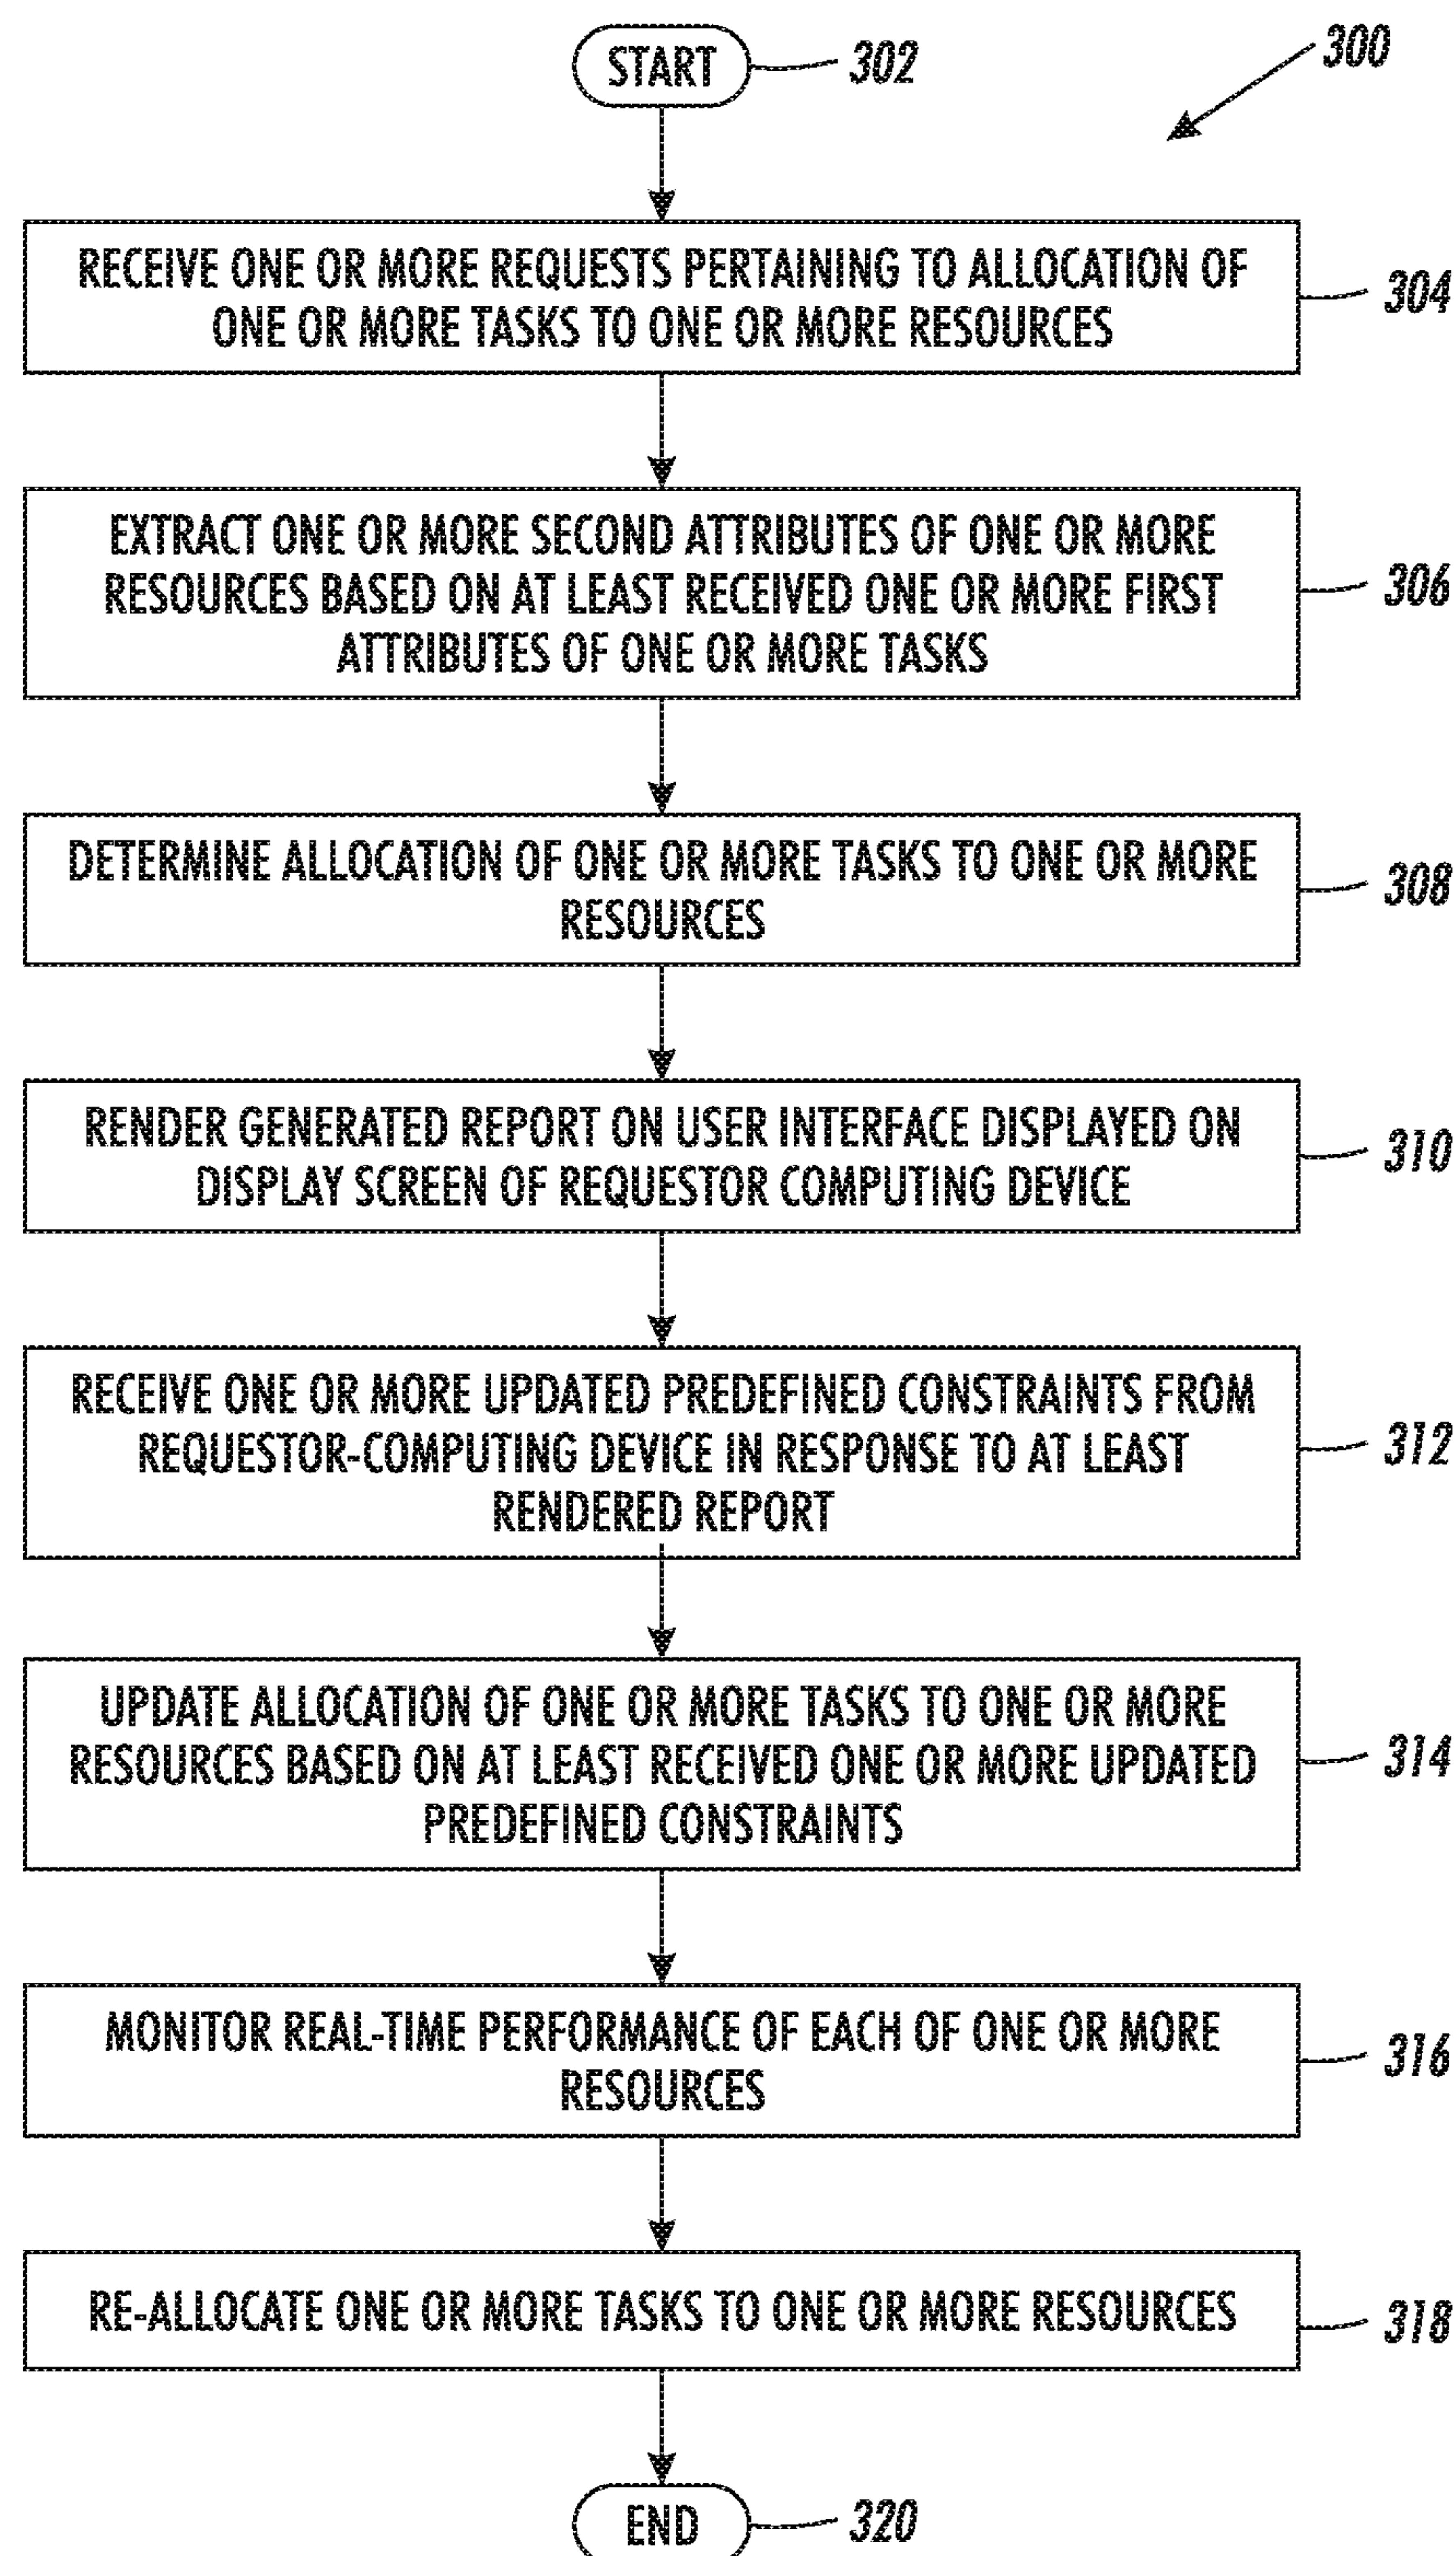 START
302
300
RECEIVE ONE OR MORE REQUESTS PERTAINING TO ALLOCATION OF
ONE OR MORE TASKS TO ONE OR MORE RESOURCES
304
EXTRACT ONE OR MORE SECOND ATTRIBUTES OF ONE OR MORE
RESOURCES BASED ON AT LEAST RECEIVED ONE OR MORE FIRST
ATTRIBUTES OF ONE OR MORE TASKS
306
DETERMINE ALLOCATION OF ONE OR MORE TASKS TO ONE OR MORE
RESOURCES
308
RENDER GENERATED REPORT ON USER INTERFACE DISPLAYED ON
DISPLAY SCREEN OF REQUESTOR COMPUTING DEVICE
310
RECEIVE ONE OR MORE UPDATED PREDEFINED CONSTRAINTS FROM
REQUESTOR-COMPUTING DEVICE IN RESPONSE TO AT LEAST
RENDERED REPORT
312
UPDATE ALLOCATION OF ONE OR MORE TASKS TO ONE OR MORE
RESOURCES BASED ON AT LEAST RECEIVED ONE OR MORE UPDATED
PREDEFINED CONSTRAINTS
314
MONITOR REAL-TIME PERFORMANCE OF EACH OF ONE OR MORE
RESOURCES
316
RE-ALLOCATE ONE OR MORE TASKS TO ONE OR MORE RESOURCES
318
END
320